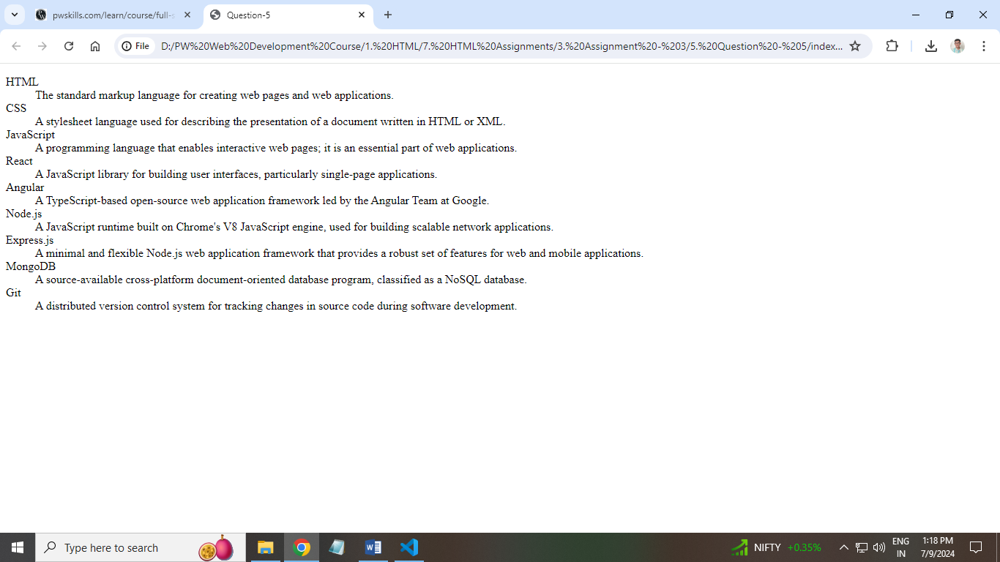 pwskills.com/learn/course/full-s
Question-5
File
D:/PW%20Web%20Development%20Course/1.%20HTML/7.%20HTML%20Assignments/3.%20Assignment%20-%203/5.%20Question%20-%205/index...
HTML
The standard markup language for creating web pages and web applications.
CSS
A stylesheet language used for describing the presentation of a document written in HTML or XML.
JavaScript
A programming language that enables interactive web pages; it is an essential part of web applications.
React
A JavaScript library for building user interfaces, particularly single-page applications.
Angular
A TypeScript-based open-source web application framework led by the Angular Team at Google.
Node.js
A JavaScript runtime built on Chrome's V8 JavaScript engine, used for building scalable network applications.
Express.js
A minimal and flexible Node.js web application framework that provides a robust set of features for web and mobile applications.
MongoDB
A source-available cross-platform document-oriented database program, classified as a NoSQL database.
Git
A distributed version control system for tracking changes in source code during software development.
Type here to search
NIFTY +0.35%
ENG
IN
1:18 PM
7/9/2024